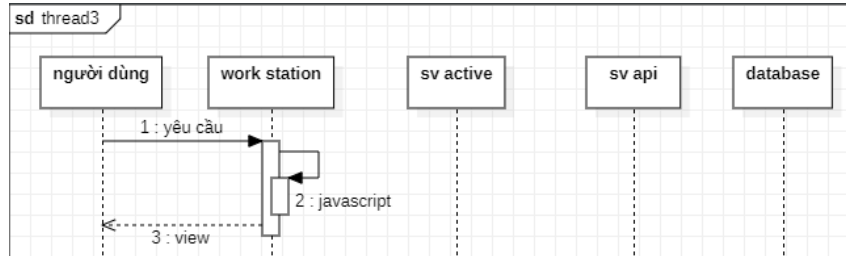 sd thread3
người dùng
work station
sv active
sv api
database
1 : yêu cầu
2 : javascript
3 : view